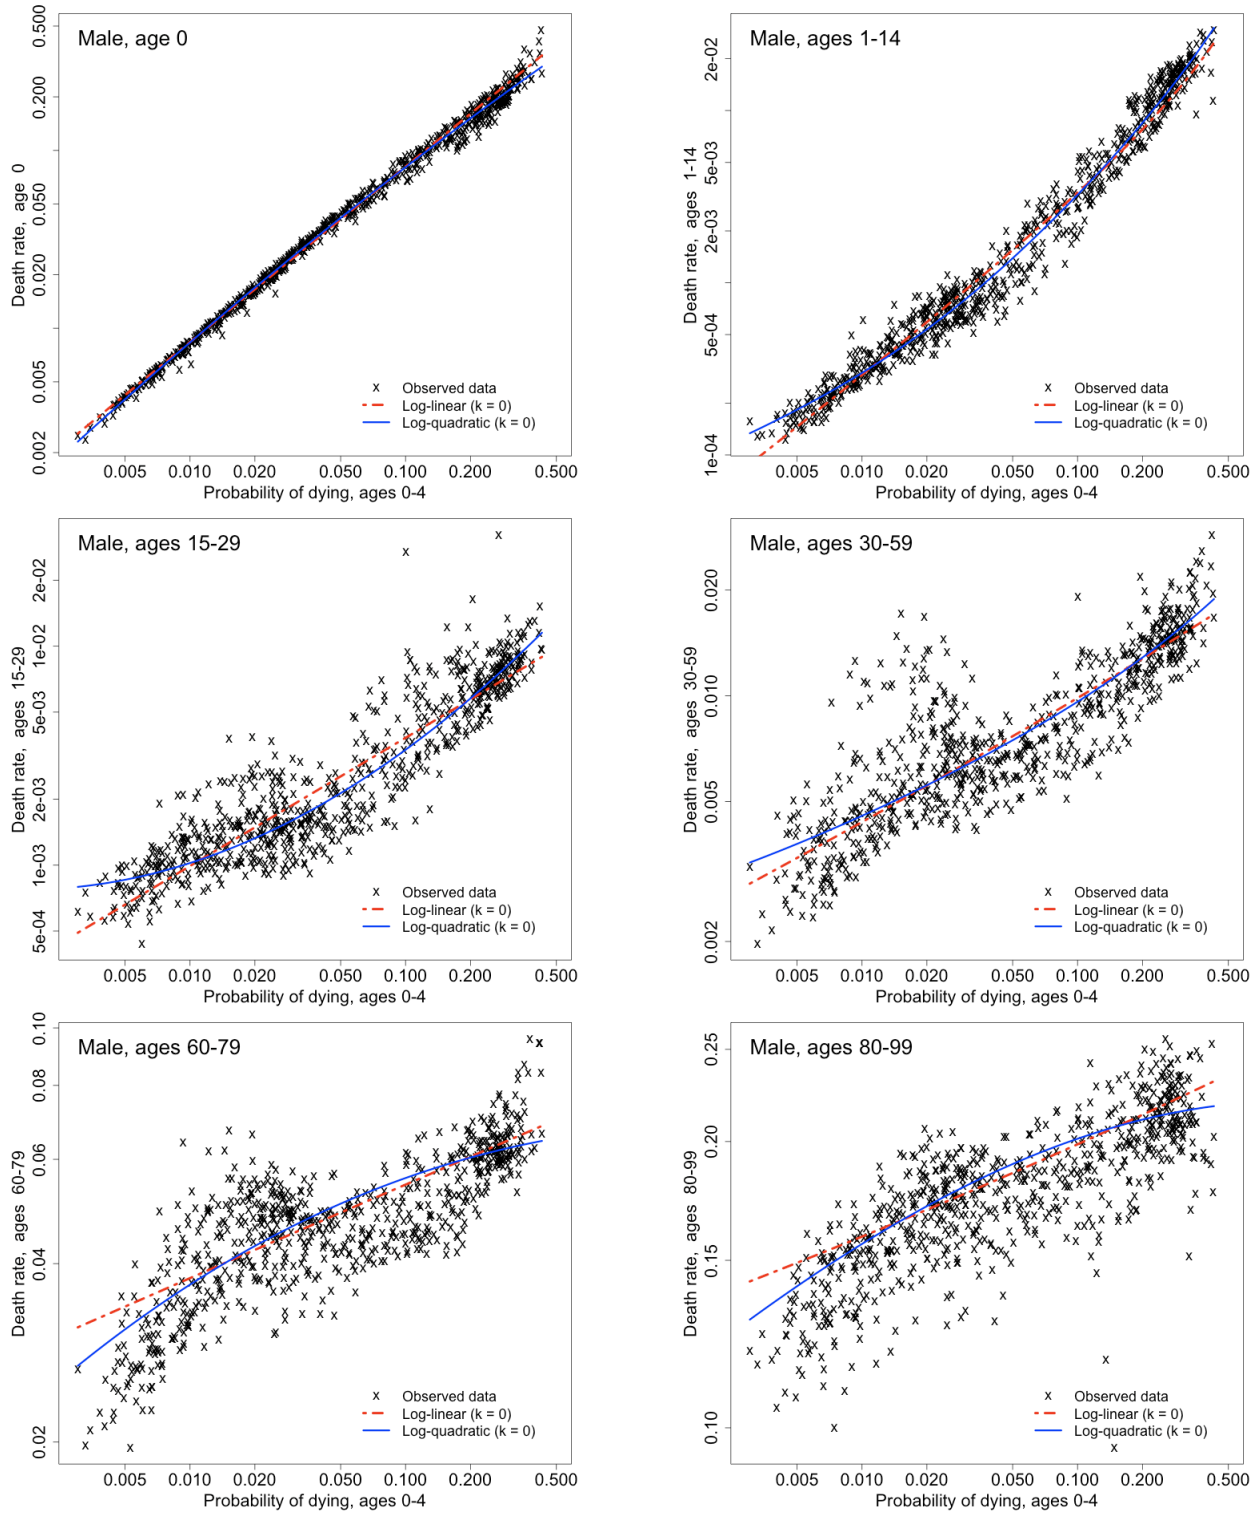 Male, age 0
Death rate, age 0
0.500
0.200
0.050
0.020
0.005
0.002
x Observed data
Log-linear (k = 0)
Log-quadratic (k = 0)
0.005 0.010 0.020 0.050 0.100 0.200 0.500
Probability of dying, ages 0-4
Male, ages 1-14
Death rate, ages 1-14
2e-02
5e-03
2e-03
5e-04
1e-04
x Observed data
Log-linear (k = 0)
Log-quadratic (k = 0)
0.005 0.010 0.020 0.050 0.100 0.200 0.500
Probability of dying, ages 0-4
Male, ages 15-29
Death rate, ages 15-29
2e-02
1e-02
5e-03
2e-03
1e-03
5e-04
x Observed data
Log-linear (k = 0)
Log-quadratic (k = 0)
0.005 0.010 0.020 0.050 0.100 0.200 0.500
Probability of dying, ages 0-4
Male, ages 30-59
Death rate, ages 30-59
0.020
0.010
0.005
0.002
x Observed data
Log-linear (k = 0)
Log-quadratic (k = 0)
0.005 0.010 0.020 0.050 0.100 0.200 0.500
Probability of dying, ages 0-4
Male, ages 60-79
Death rate, ages 60-79
0.10
0.08
0.06
0.04
0.02
x Observed data
Log-linear (k = 0)
Log-quadratic (k = 0)
0.005 0.010 0.020 0.050 0.100 0.200 0.500
Probability of dying, ages 0-4
Male, ages 80-99
Death rate, ages 80-99
0.25
0.20
0.15
0.10
x Observed data
Log-linear (k = 0)
Log-quadratic (k = 0)
0.005 0.010 0.020 0.050 0.100 0.200 0.500
Probability of dying, ages 0-4